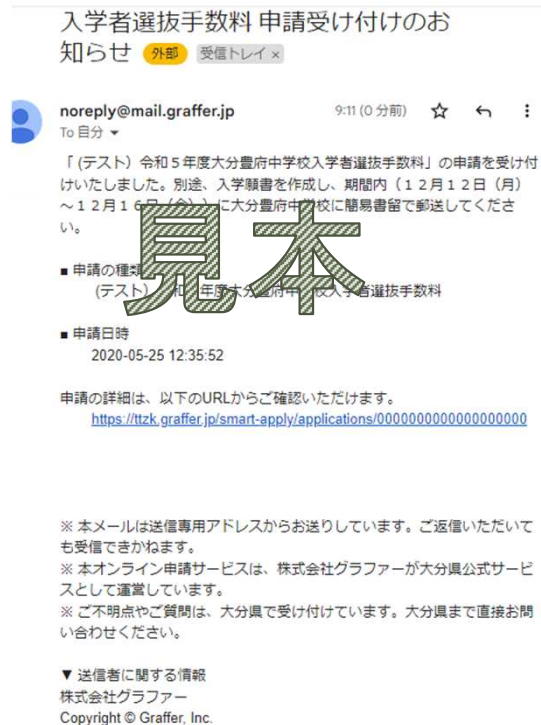 入学者選抜手数料 申請受け付けのお
知らせ 外部 受信トレイ ×
noreply@mail.graffer.jp 9:11 (0 分前)
To 自分
「 (テスト）令和５年度大分豊府中学校入学者選抜手数料」の申請を受け付
けいたしました。別途、入学願書を作成し、期間内（１２月１２日（月）
～１２月１６日（金））に大分豊府中学校に簡易書留で郵送してくださ
い。
見本
■ 申請の種類
(テスト）令和５年度大分豊府中学校入学者選抜手数料
■ 申請日時
2020-05-25 12:35:52
申請の詳細は、以下のURLからご確認いただけます。
https://ttzk.graffer.jp/smart-apply/applications/0000000000000000000
※ 本メールは送信専用アドレスからお送りしています。ご返信いただいて
も受信できかねます。
※ 本オンライン申請サービスは、株式会社グラファーが大分県公式サービ
スとして運営しています。
※ ご不明点やご質問は、大分県で受け付けています。大分県まで直接お問
い合わせください。
▼ 送信者に関する情報
株式会社グラファー
Copyright © Graffer, Inc.